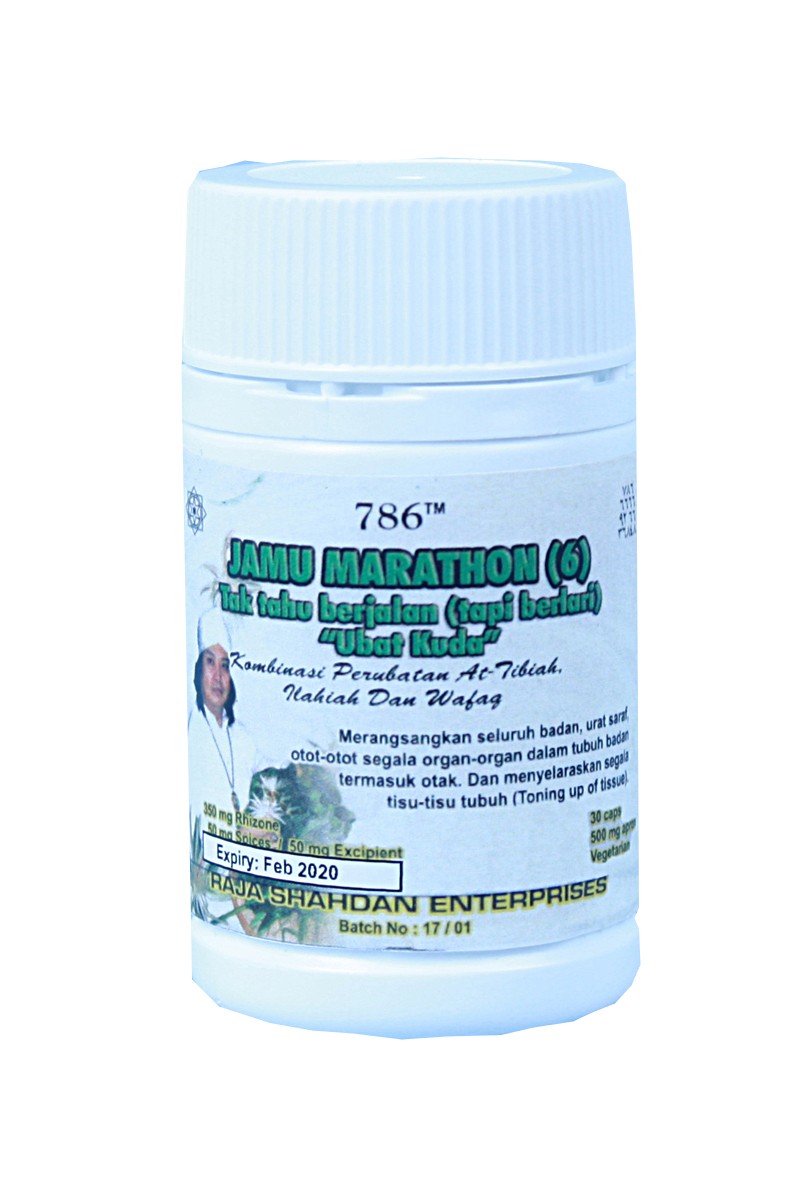 786™
JAMU MARATHON (6)
Tak tahu berjalan (tapi berlari)
"Ubat Kuda"
Kombinasi Perubatan At-Tibiah,
Ilahiah Dan Wafaq
Merangsangkan seluruh badan, urat saraf,
otot-otot segala organ-organ dalam tubuh badan
termasuk otak. Dan menyelaraskan segala
tisu-tisu tubuh (Toning up of tissue).
350 mg Rhizone
50 mg Spices / 50 mg Excipient
30 caps
500 mg
Vegetarian
Expiry: Feb 2020
RAJA SHAHDAN ENTERPRISES
Batch No : 17 / 01